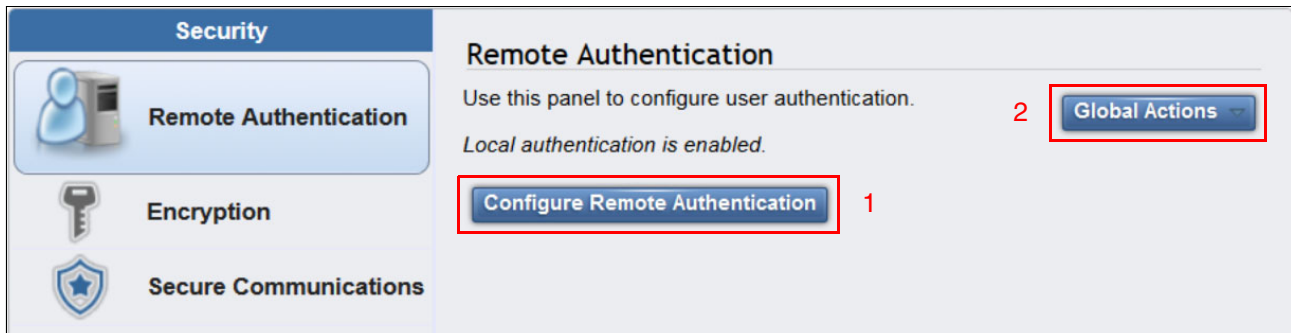 Security
Remote Authentication
Encryption
Secure Communications
Remote Authentication
Use this panel to configure user authentication.
2
Global Actions
Local authentication is enabled.
Configure Remote Authentication
1